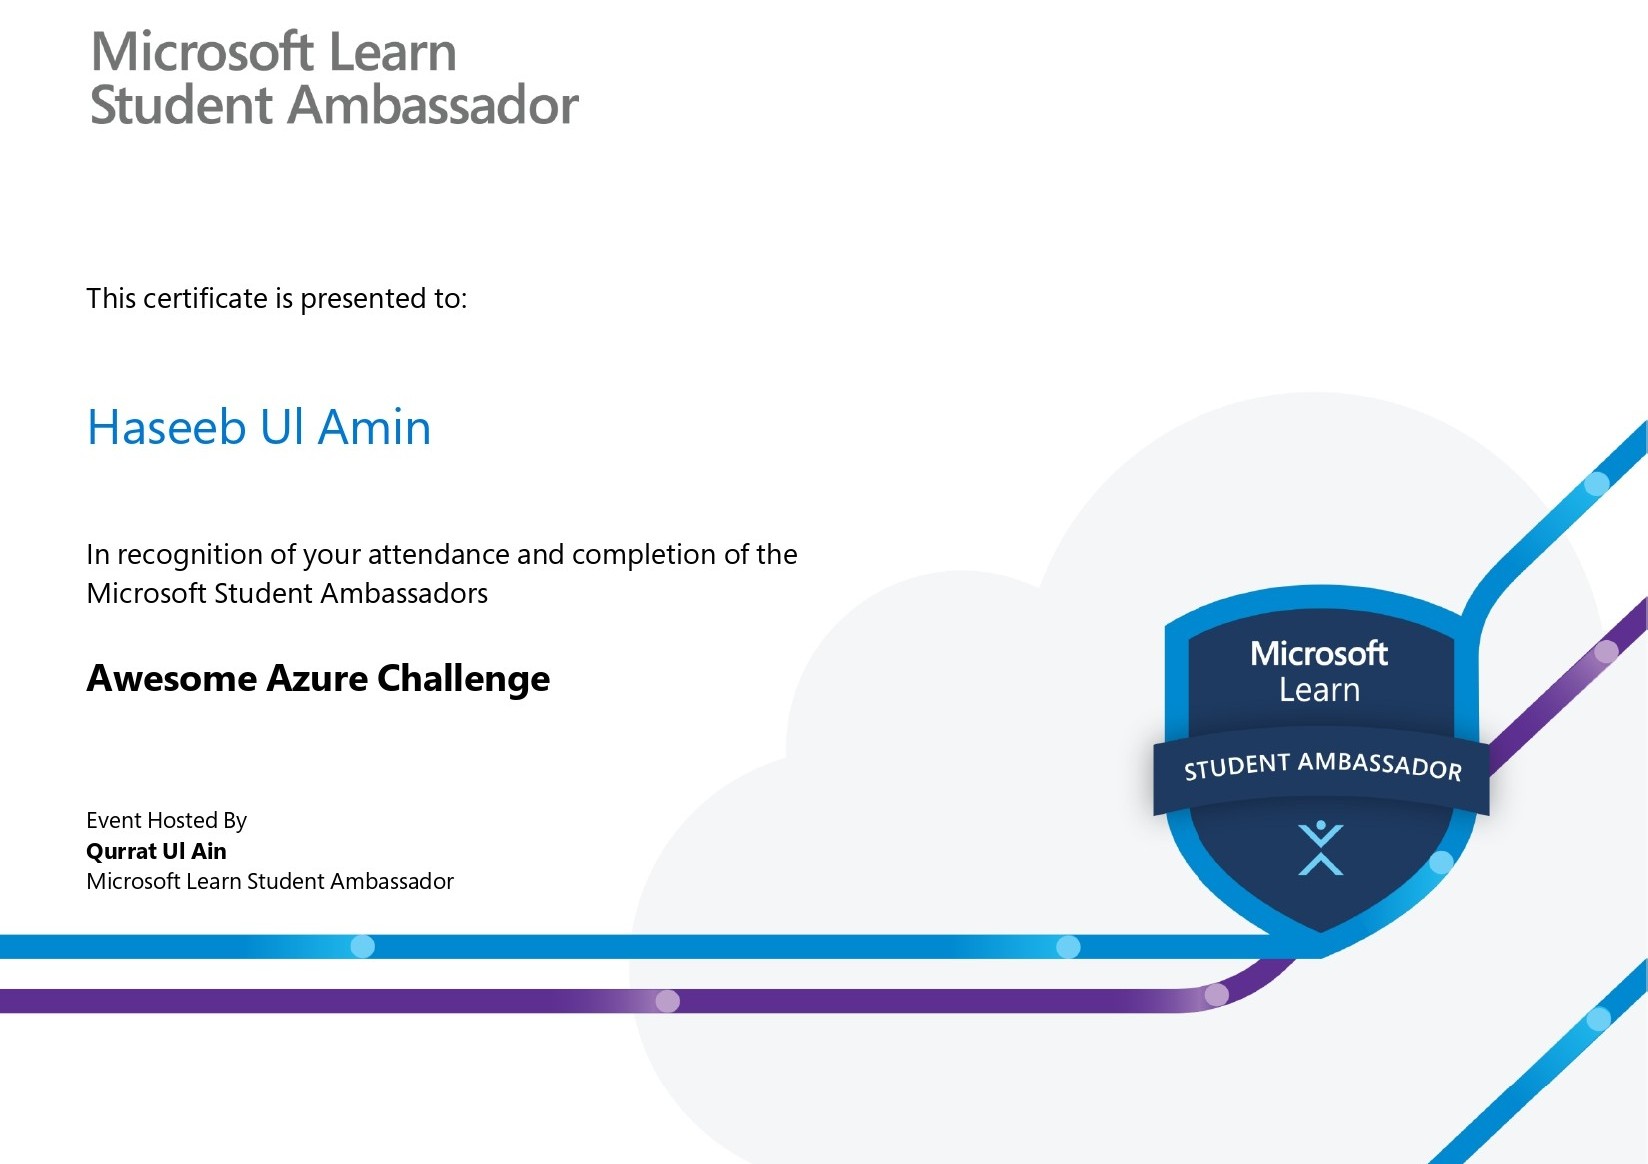 Microsoft Learn
Student Ambassador
This certificate is presented to:
Haseeb Ul Amin
In recognition of your attendance and completion of the
Microsoft Student Ambassadors
Awesome Azure Challenge
Event Hosted By
Qurrat Ul Ain
Microsoft Learn Student Ambassador
Microsoft
Learn
STUDENT AMBASSADOR